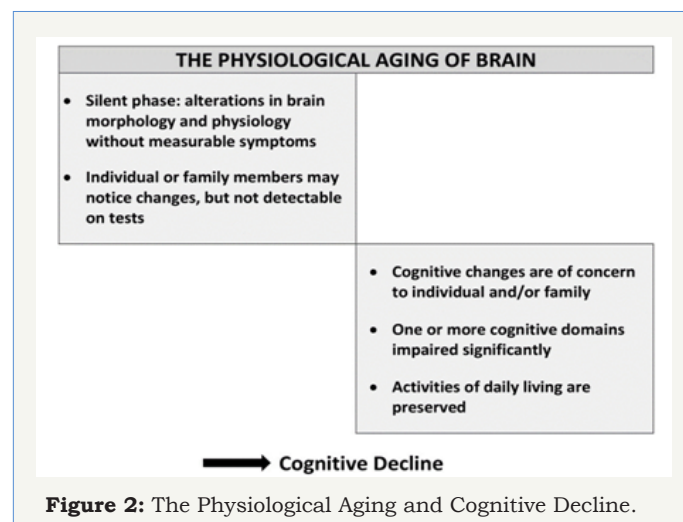 THE PHYSIOLOGICAL AGING OF BRAIN
• Silent phase: alterations in brain
morphology and physiology
without measurable symptoms
• Individual or family members may
notice changes, but not detectable
on tests
• Cognitive changes are of concern
to individual and/or family
• One or more cognitive domains
impaired significantly
• Activities of daily living are
preserved
Cognitive Decline
Figure 2: The Physiological Aging and Cognitive Decline.